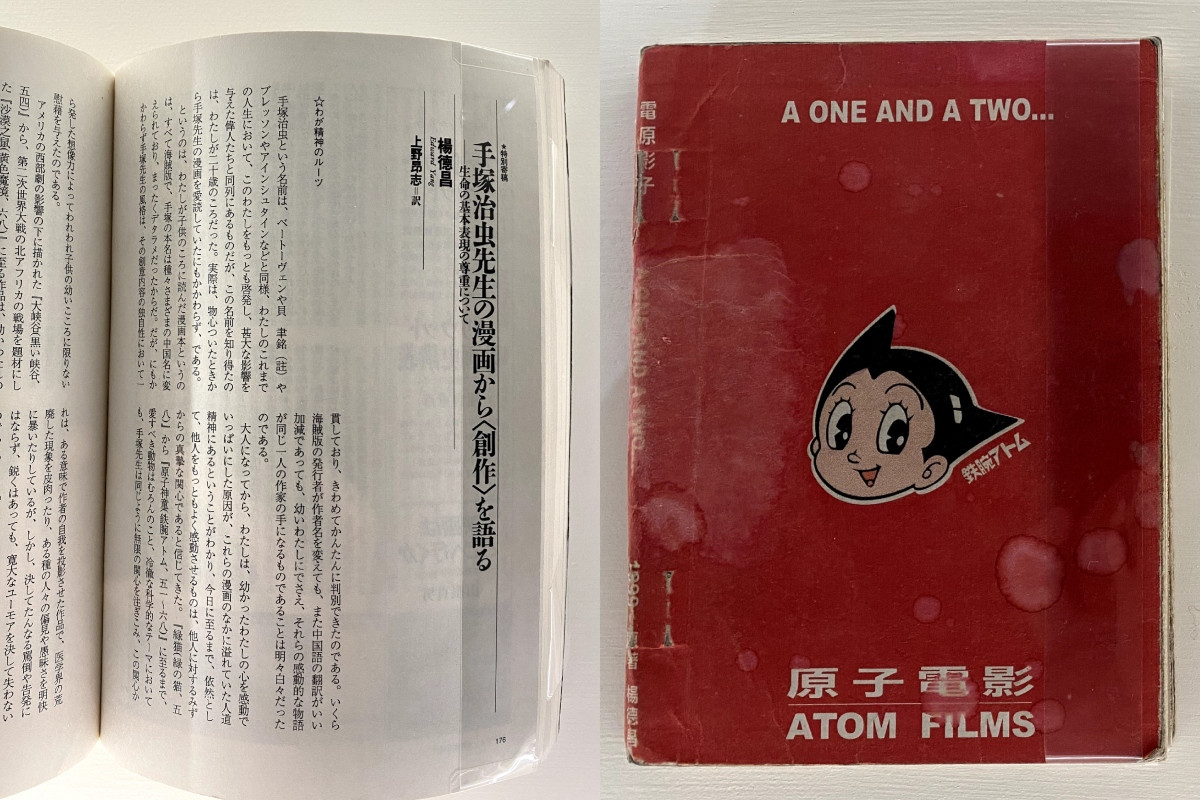 ★特別寄稿
手塚治虫先生の漫画から〈創作〉を語る
生命の基本表現の尊重について
楊德昌
Edward Yang
上野昂志=訳
☆わが精神のルーツ
手塚治虫という名前は、ベートーヴェンや貝 聿銘（註）や
ブレッソンやアインシュタインなどと同様、わたしのこれまで
の人生において、このわたしをもっとも啓発し、甚大な影響を
与えた偉人たちと同列にあるものだが、この名前を知り得たの
は、わたしが二十歳のころだった。実際は、物心ついたときか
ら手塚先生の漫画を愛読していたにもかかわらず、である。
というのは、わたしが子供のころに読んだ漫画本というの
は、すべて海賊版で、手塚の本名は種々さまざまの中国名に変
えられており、まったくデタラメだったからだ。だが、にもか
かわらず手塚先生の風格は、その創意内容の独自性において一
貫しており、きわめてかんたんに判別できたのである。いくら
海賊版の発行者が作者名を変えても、また中国語の翻訳がいい
加減であっても、幼いわたしにでさえ、それらの感動的な物語
が同じ一人の作家の手になるものであることは明々白々だった
のである。
大人になってから、わたしは、幼かったわたしの心を感動で
いっぱいにした原因が、これらの漫画のなかに溢れていた人道
精神にあるということがわかり、今日に至るまで、依然とし
て、他人をもっともよく感動させるものは、他人に対するみず
からの真摯な関心であると信じてきた。『緑猫（緑の猫、五
八）』から『原子神童（鉄腕アトム、五一〜六八）』に至るまで、
愛すべき動物はむろんのこと、冷徹な科学的なテーマにおいて
も、手塚先生は同じように無限の関心を注ぎこみ、この関心か
176
ら発した想像力によってわれわれ子供の幼いこころに限りない
慰藉を与えたのである。
アメリカの西部劇の影響の下に描かれた『大峡谷（黒い峡谷、
五四）』から、第二次世界大戦の北アフリカの戦場を題材にし
た『沙漠之鼠（黄色魔境、六八）』に至る作品は、幼いわたしの
れは、ある意味で作者の自我を投影させた作品で、医学界の荒
廃した現象を皮肉ったり、ある種の人々の偏見や愚昧さを明快
に暴いたりしているが、しかし、決してたんなる罵倒や告発に
はならず、鋭くはあっても、寛大なユーモアを決して失わない
A ONE AND A TWO...
鉄腕アトム
原子電影
ATOM FILMS
電影
原子
1999
楊德昌